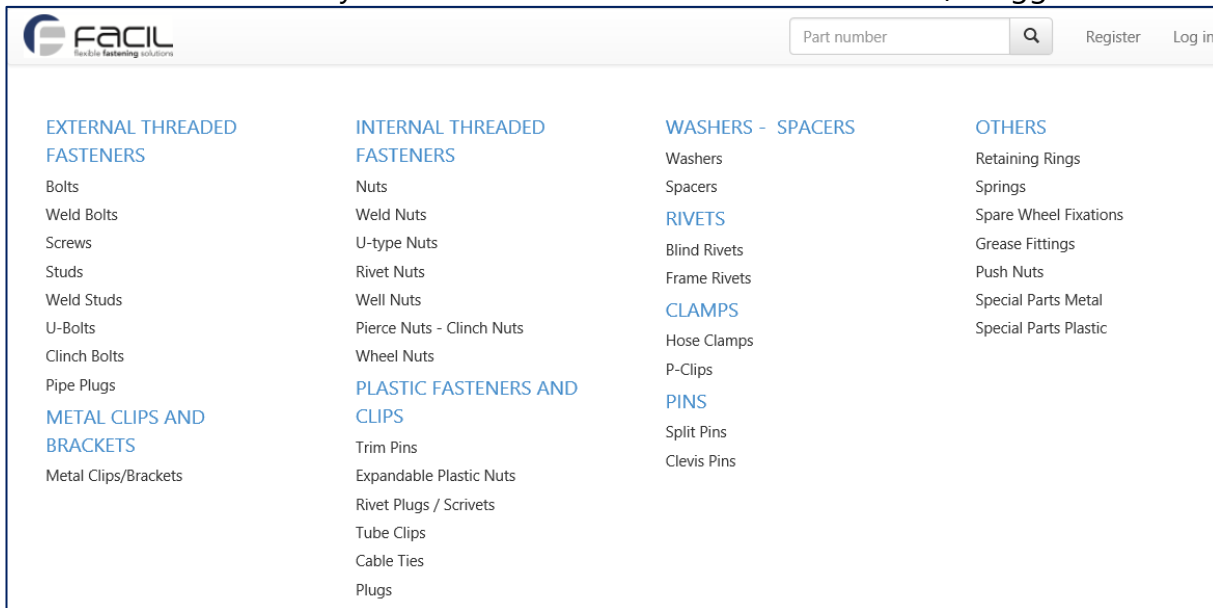 FACIL
flexible fastening solutions
Part number
Register
Log in
EXTERNAL THREADED
FASTENERS
Bolts
Weld Bolts
Screws
Studs
Weld Studs
U-Bolts
Clinch Bolts
Pipe Plugs
METAL CLIPS AND
BRACKETS
Metal Clips/Brackets
INTERNAL THREADED
FASTENERS
Nuts
Weld Nuts
U-type Nuts
Rivet Nuts
Well Nuts
Pierce Nuts - Clinch Nuts
Wheel Nuts
PLASTIC FASTENERS AND
CLIPS
Trim Pins
Expandable Plastic Nuts
Rivet Plugs / Scrivets
Tube Clips
Cable Ties
Plugs
WASHERS - SPACERS
Washers
Spacers
RIVETS
Blind Rivets
Frame Rivets
CLAMPS
Hose Clamps
P-Clips
PINS
Split Pins
Clevis Pins
OTHERS
Retaining Rings
Springs
Spare Wheel Fixations
Grease Fittings
Push Nuts
Special Parts Metal
Special Parts Plastic